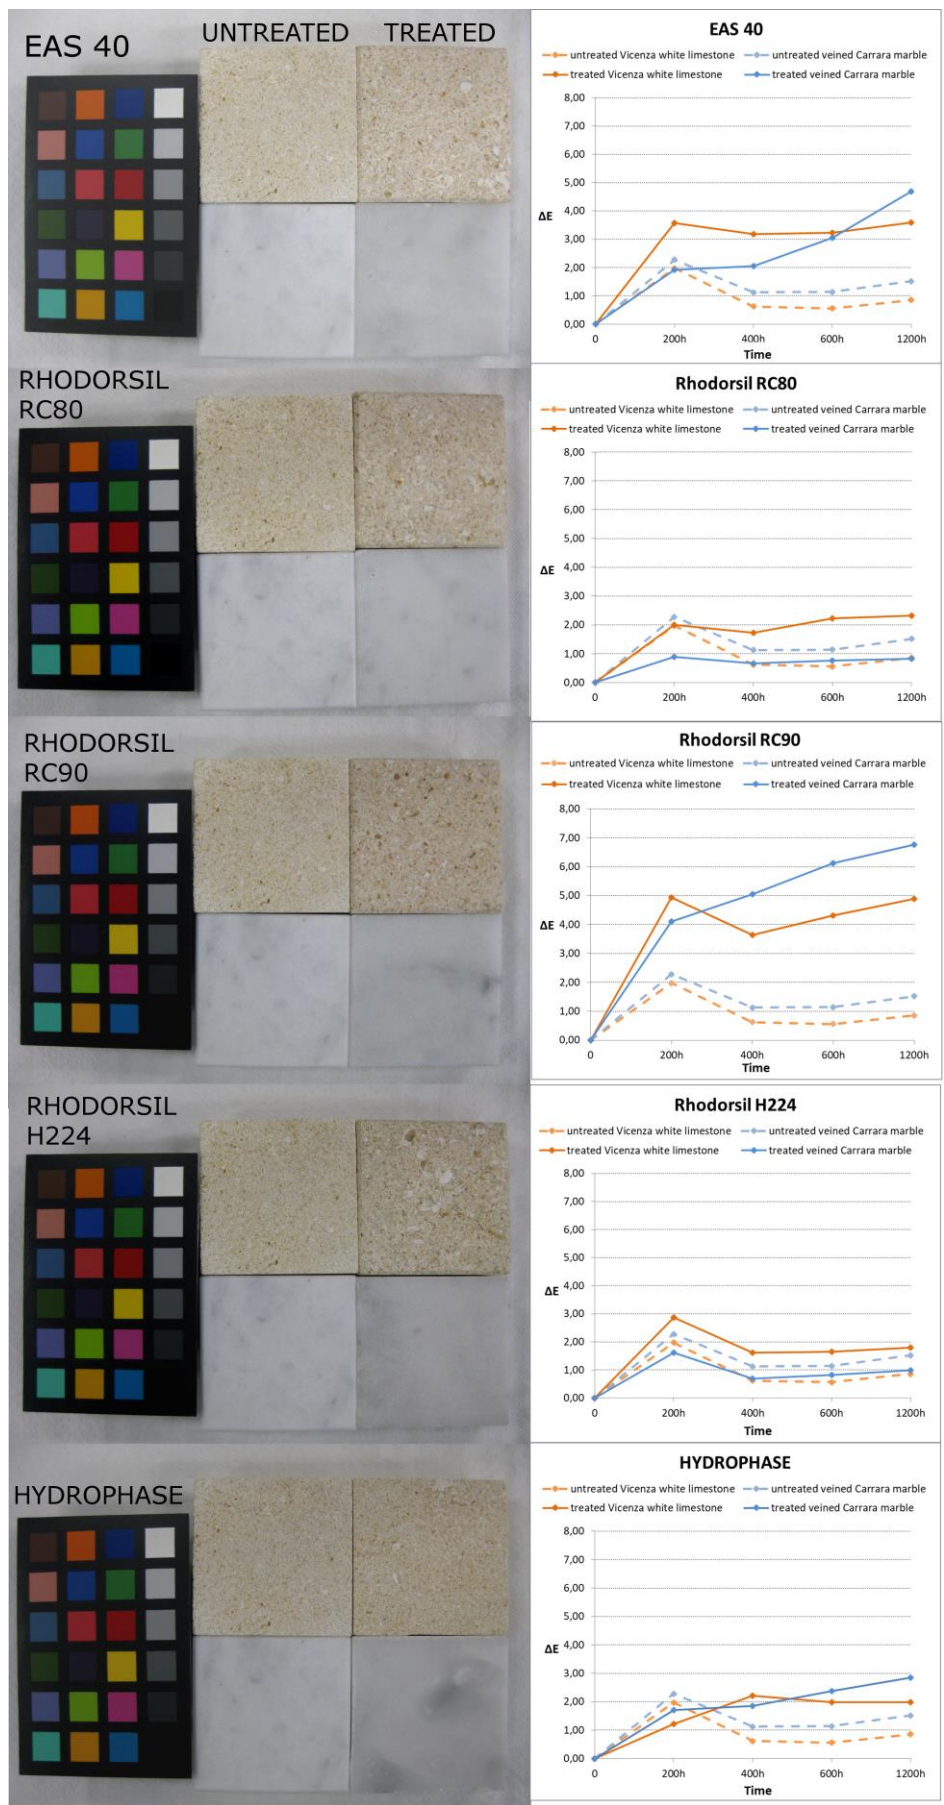 EAS 40
UNTREATED TREATED
EAS 40
untreated Vicenza white limestone untreated veined Carrara marble
treated Vicenza white limestone treated veined Carrara marble
8,00
7,00
6,00
5,00
ΔE 4,00
3,00
2,00
1,00
0,00
0 200h 400h 600h 1200h
Time
RHODORSIL
RC80
Rhodorsil RC80
untreated Vicenza white limestone untreated veined Carrara marble
treated Vicenza white limestone treated veined Carrara marble
8,00
7,00
6,00
5,00
ΔE 4,00
3,00
2,00
1,00
0,00
0 200h 400h 600h 1200h
Time
RHODORSIL
RC90
Rhodorsil RC90
untreated Vicenza white limestone untreated veined Carrara marble
treated Vicenza white limestone treated veined Carrara marble
8,00
7,00
6,00
5,00
ΔE 4,00
3,00
2,00
1,00
0,00
0 200h 400h 600h 1200h
Time
RHODORSIL
H224
Rhodorsil H224
untreated Vicenza white limestone untreated veined Carrara marble
treated Vicenza white limestone treated veined Carrara marble
8,00
7,00
6,00
5,00
ΔE 4,00
3,00
2,00
1,00
0,00
0 200h 400h 600h 1200h
Time
HYDROPHASE
HYDROPHASE
untreated Vicenza white limestone untreated veined Carrara marble
treated Vicenza white limestone treated veined Carrara marble
8,00
7,00
6,00
5,00
ΔE 4,00
3,00
2,00
1,00
0,00
0 200h 400h 600h 1200h
Time